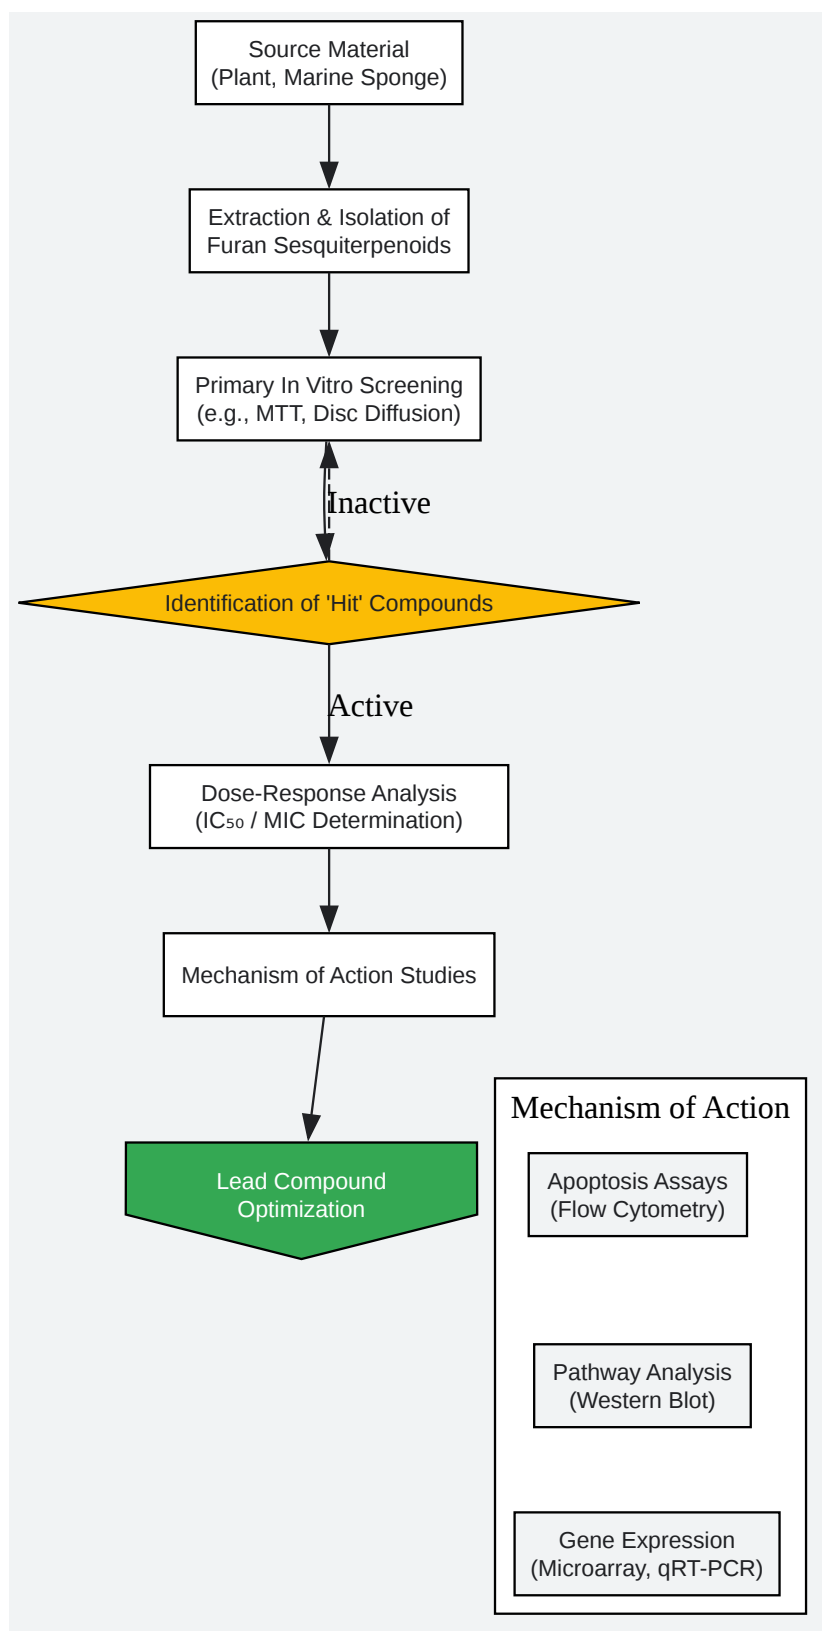 Source Material
(Plant, Marine Sponge)
Extraction & Isolation of
Furan Sesquiterpenoids
Primary In Vitro Screening
(e.g., MTT, Disc Diffusion)
Inactive
Identification of 'Hit' Compounds
Active
Dose-Response Analysis
(IC₅₀ / MIC Determination)
Mechanism of Action Studies
Lead Compound
Optimization
Mechanism of Action
Apoptosis Assays
(Flow Cytometry)
Pathway Analysis
(Western Blot)
Gene Expression
(Microarray, qRT-PCR)